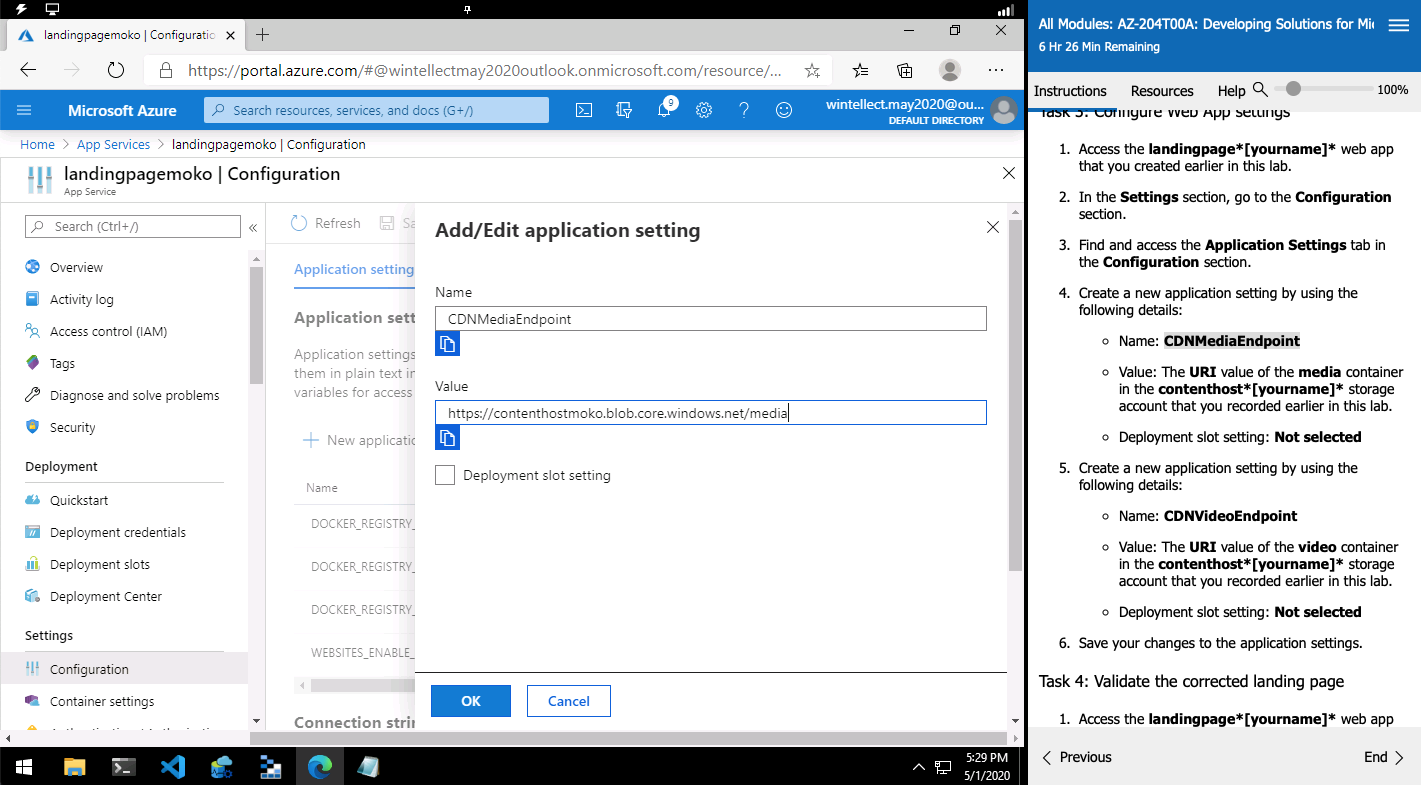 landingpagemoko | Configuratio
https://portal.azure.com/#@wintellectmay2020outlook.onmicrosoft.com/resource/...
Microsoft Azure
Search resources, services, and docs (G+/)
9
wintellect.may2020@ou...
DEFAULT DIRECTORY
Home > App Services > landingpagemoko | Configuration
landingpagemoko | Configuration
App Service
Search (Ctrl+/)
Overview
Activity log
Access control (IAM)
Tags
Diagnose and solve problems
Security
Deployment
Quickstart
Deployment credentials
Deployment slots
Deployment Center
Settings
Configuration
Container settings
Refresh
Sa
Application setting
Application sett
Application settings
them in plain text in
variables for access
New applicatio
Name
DOCKER_REGISTRY_
DOCKER_REGISTRY_
DOCKER_REGISTRY_
WEBSITES_ENABLE_
Connection strin
Add/Edit application setting
Name
CDNMediaEndpoint
Value
https://contenthostmoko.blob.core.windows.net/media
Deployment slot setting
OK
Cancel
5:29 PM
5/1/2020
All Modules: AZ-204T00A: Developing Solutions for Mic
6 Hr 26 Min Remaining
Instructions
Resources
Help
100%
Task 3: Configure Web App settings
1. Access the landingpage*[yourname]* web app
that you created earlier in this lab.
2. In the Settings section, go to the Configuration
section.
3. Find and access the Application Settings tab in
the Configuration section.
4. Create a new application setting by using the
following details:
Name: CDNMediaEndpoint
Value: The URI value of the media container
in the contenthost*[yourname]* storage
account that you recorded earlier in this lab.
Deployment slot setting: Not selected
5. Create a new application setting by using the
following details:
Name: CDNVideoEndpoint
Value: The URI value of the video container
in the contenthost*[yourname]* storage
account that you recorded earlier in this lab.
Deployment slot setting: Not selected
6. Save your changes to the application settings.
Task 4: Validate the corrected landing page
1. Access the landingpage*[yourname]* web app
Previous
End